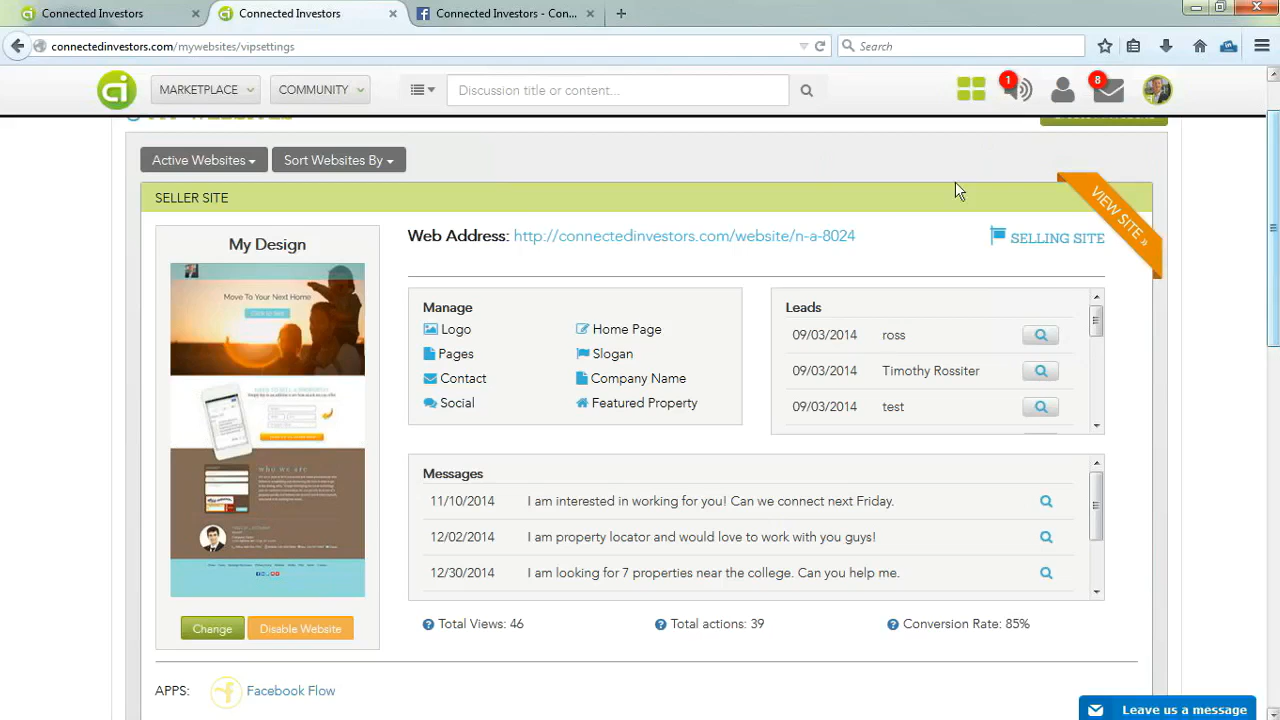 Connected Investors
Connected Investors
Connected Investors - Con...
connectedinvestors.com/mywebsites/vipsettings
Search
ci
MARKETPLACE
COMMUNITY
Discussion title or content...
1
8
Active Websites
Sort Websites By
SELLER SITE
VIEW SITE »
My Design
Web Address: http://connectedinvestors.com/website/n-a-8024
SELLING SITE
Move To Your Next Home
Manage
Logo
Home Page
Pages
Slogan
Contact
Company Name
Social
Featured Property
Leads
09/03/2014 ross
09/03/2014 Timothy Rossiter
09/03/2014 test
WHO WE ARE
Messages
11/10/2014 I am interested in working for you! Can we connect next Friday.
12/02/2014 I am property locator and would love to work with you guys!
I am looking for 7 properties near the college. Can you help me.
Total Views: 46
Total actions: 39
Conversion Rate: 85%
Change
Disable Website
APPS:
Facebook Flow
Leave us a message